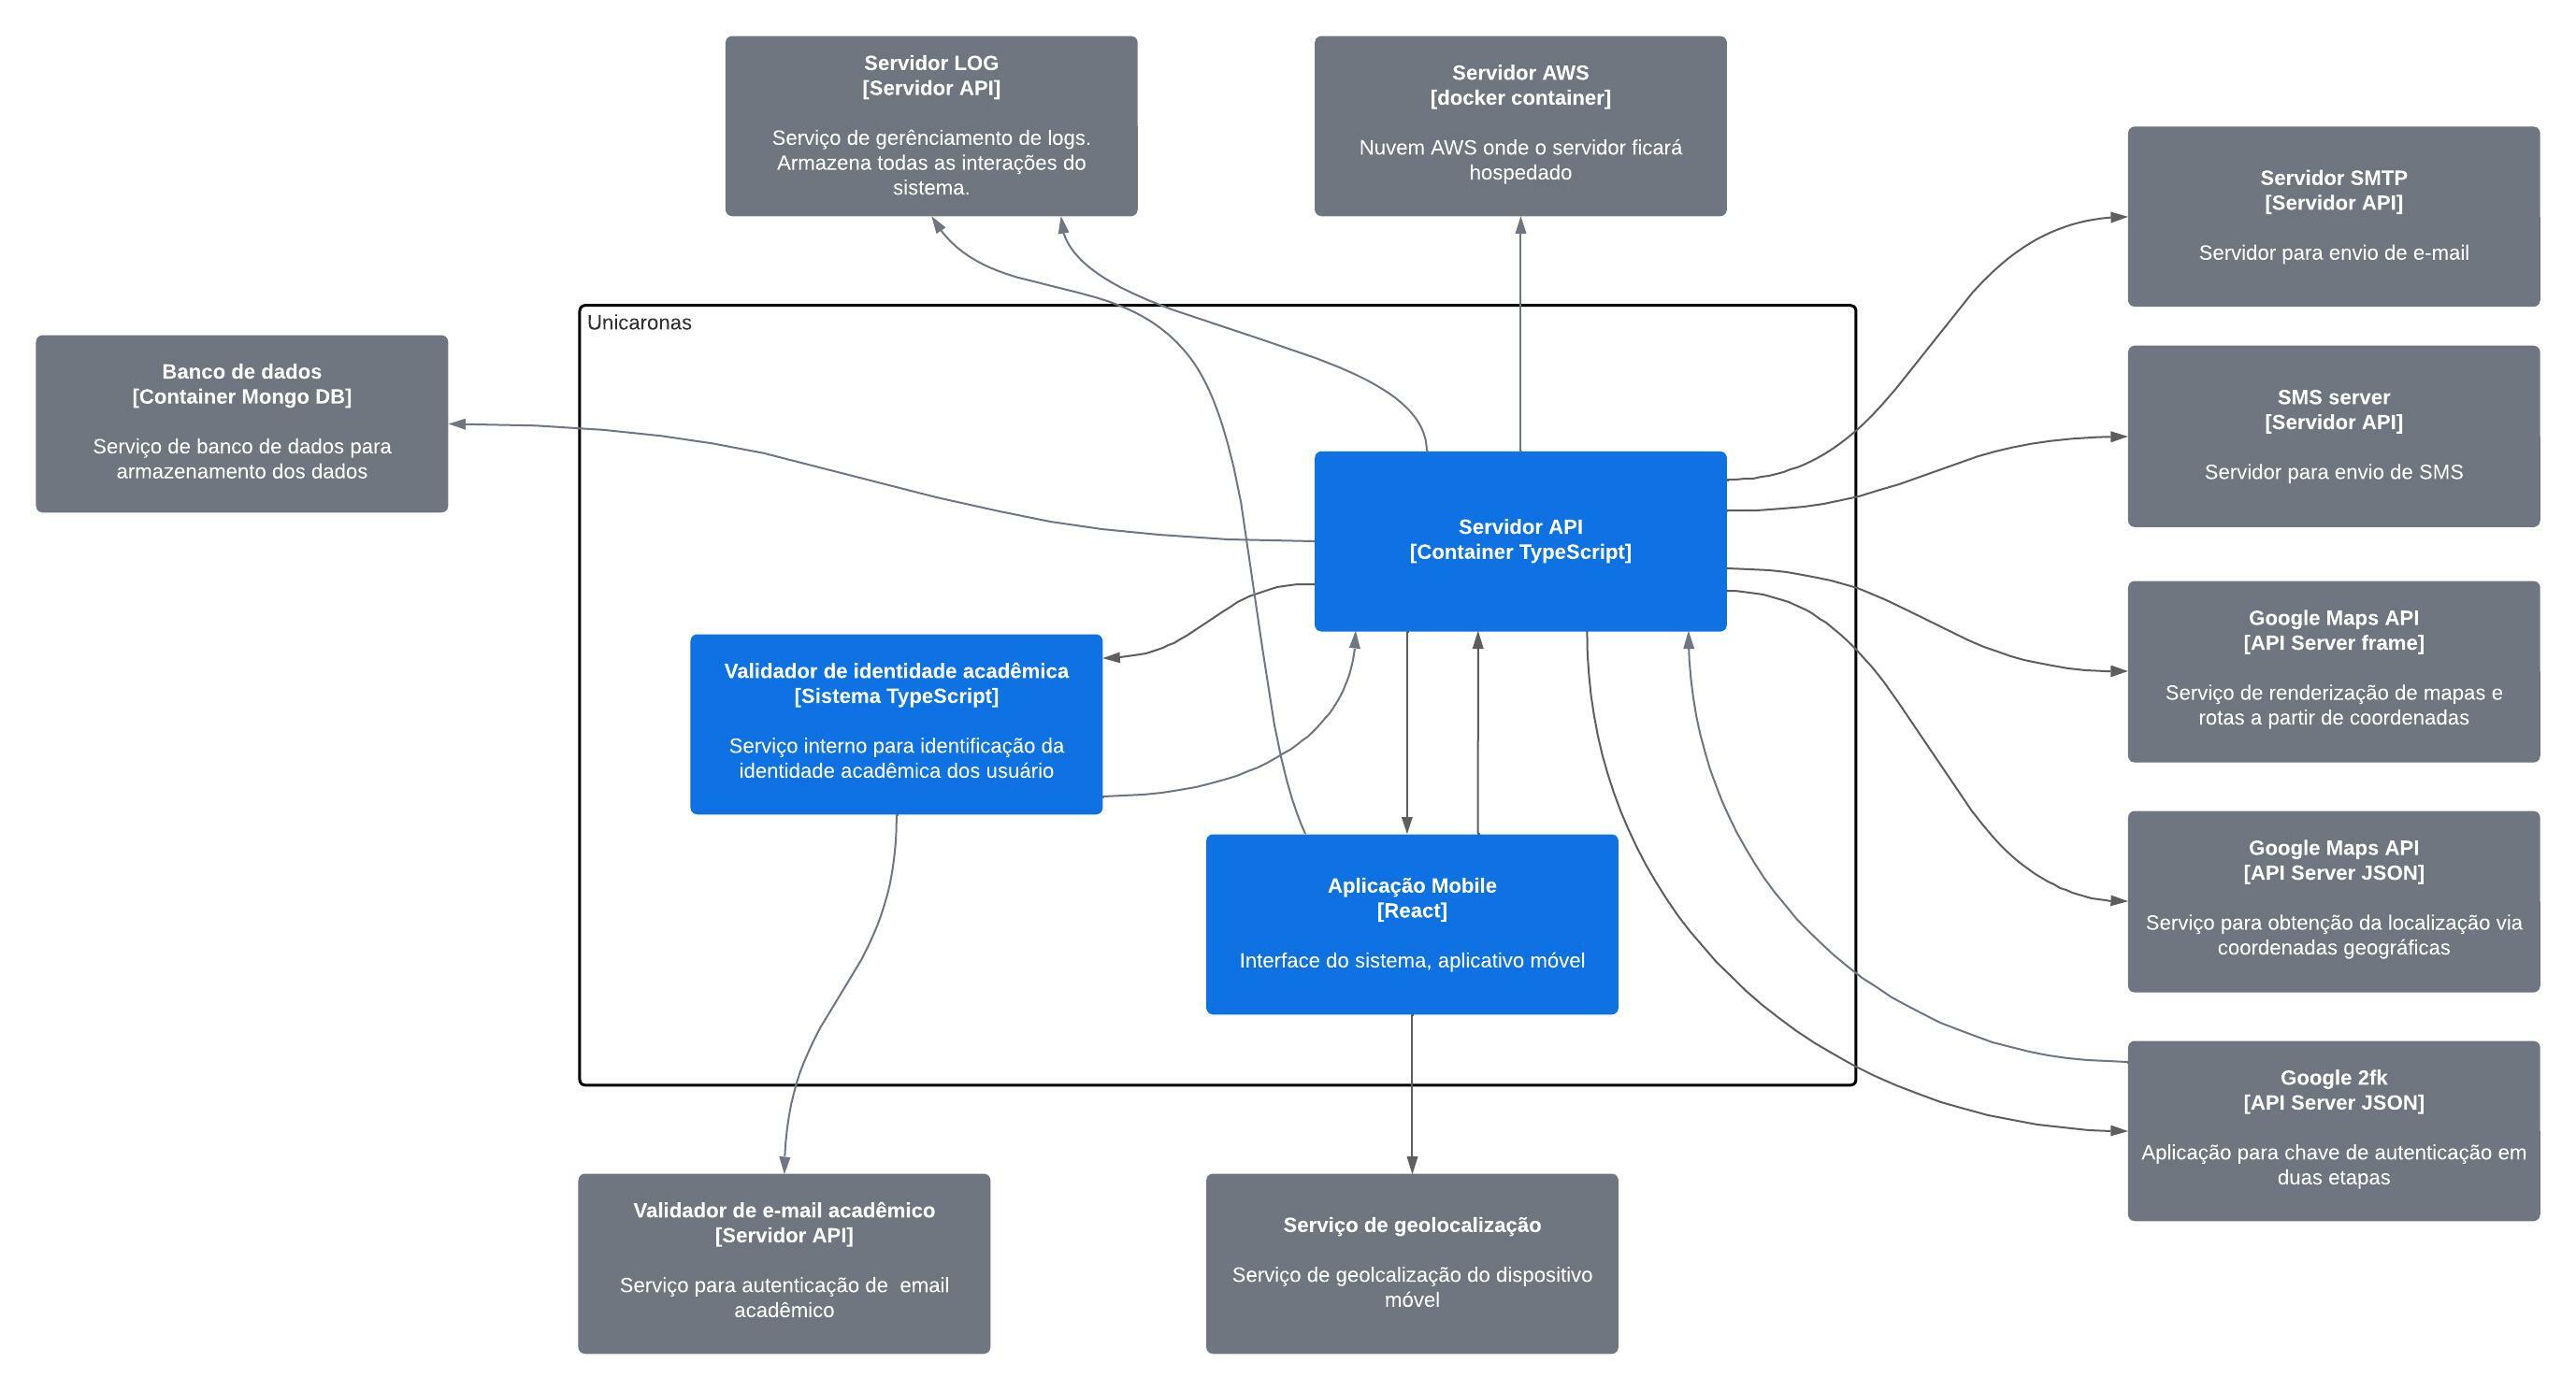 Servidor LOG
[Servidor API]
Serviço de gerênciamento de logs.
Armazena todas as interações do
sistema.
Servidor AWS
[docker container]
Nuvem AWS onde o servidor ficará
hospedado
Servidor SMTP
[Servidor API]
Servidor para envio de e-mail
Unicaronas
Banco de dados
[Container Mongo DB]
Serviço de banco de dados para
armazenamento dos dados
SMS server
[Servidor API]
Servidor para envio de SMS
Servidor API
[Container TypeScript]
Google Maps API
[API Server frame]
Serviço de renderização de mapas e
rotas a partir de coordenadas
Validador de identidade acadêmica
[Sistema TypeScript]
Serviço interno para identificação da
identidade acadêmica dos usuário
Google Maps API
[API Server JSON]
Serviço para obtenção da localização via
coordenadas geográficas
Aplicação Mobile
[React]
Interface do sistema, aplicativo móvel
Google 2fk
[API Server JSON]
Aplicação para chave de autenticação em
duas etapas
Validador de e-mail acadêmico
[Servidor API]
Serviço para autenticação de  email
acadêmico
Serviço de geolocalização
Serviço de geolcalização do dispositivo
móvel